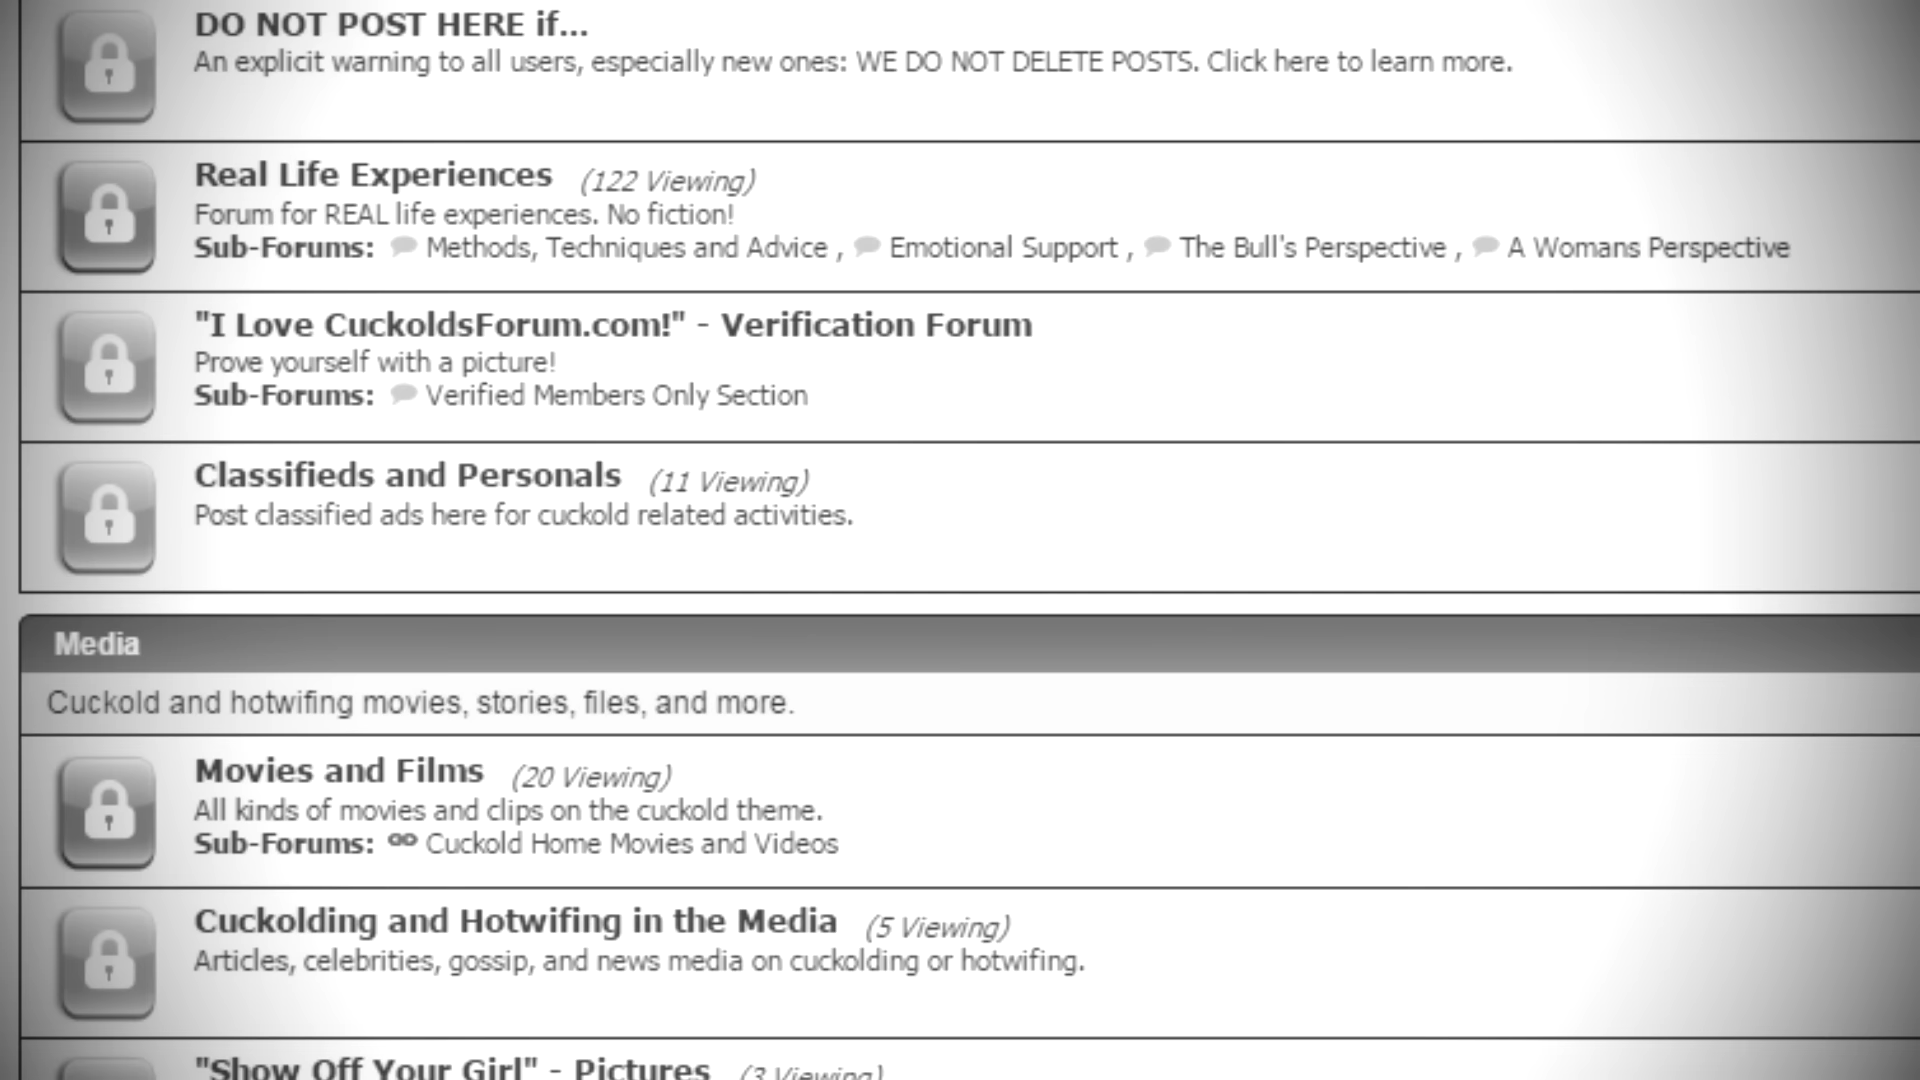 DO NOT POST HERE if...
An explicit warning to all users, especially new ones: WE DO NOT DELETE POSTS. Click here to learn more.
Real Life Experiences (122 Viewing)
Forum for REAL life experiences. No fiction!
Sub-Forums: Methods, Techniques and Advice , Emotional Support , The Bull's Perspective , A Womans Perspective
"I Love CuckoldsForum.com!" - Verification Forum
Prove yourself with a picture!
Sub-Forums: Verified Members Only Section
Classifieds and Personals (11 Viewing)
Post classified ads here for cuckold related activities.
Media
Cuckold and hotwifing movies, stories, files, and more.
Movies and Films (20 Viewing)
All kinds of movies and clips on the cuckold theme.
Sub-Forums: Cuckold Home Movies and Videos
Cuckolding and Hotwifing in the Media (5 Viewing)
Articles, celebrities, gossip, and news media on cuckolding or hotwifing.
"Show Off Your Girl" - Pictures (3 Viewing)